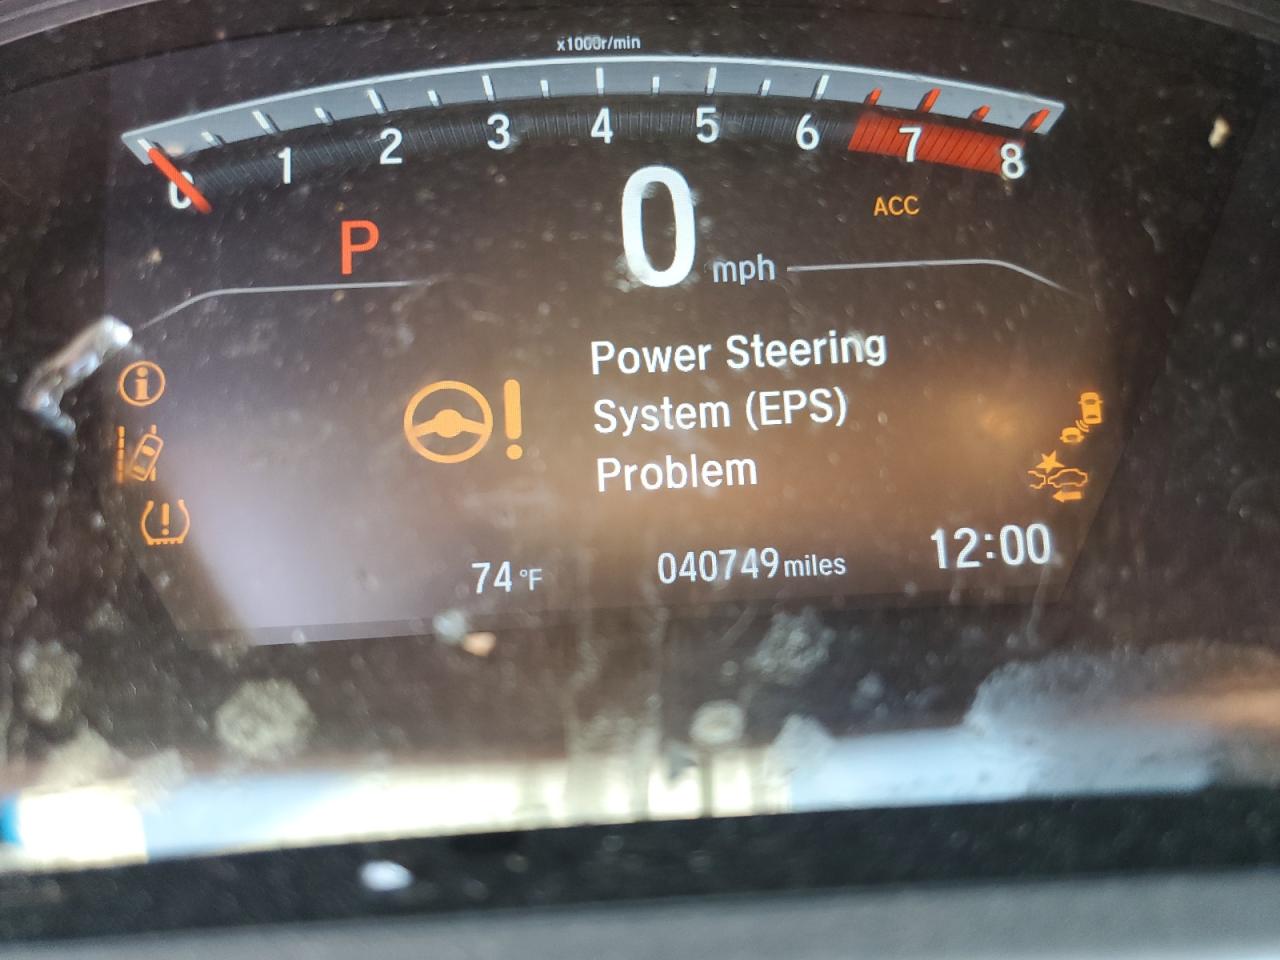 x1000r/min
0 1 2 3 4 5 6 7 8
P 0 mph ACC
Power Steering
System (EPS)
Problem
74 °F 040749 miles 12:00